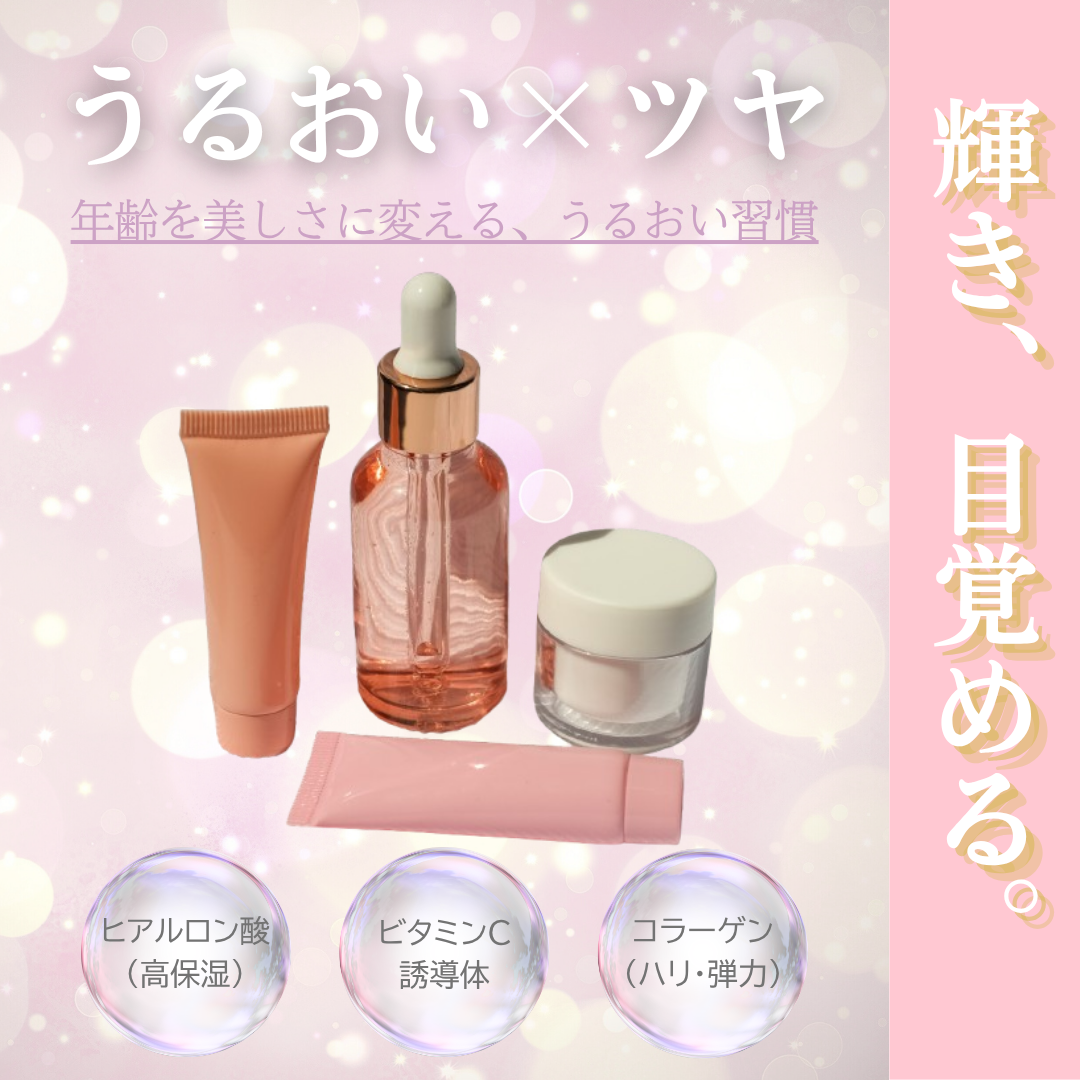 うるおい×ツヤ
年齢を美しさに変える、うるおい習慣
輝き、目覚める。
ヒアルロン酸
（高保湿）
ビタミンC
誘導体
コラーゲン
（ハリ・弾力）